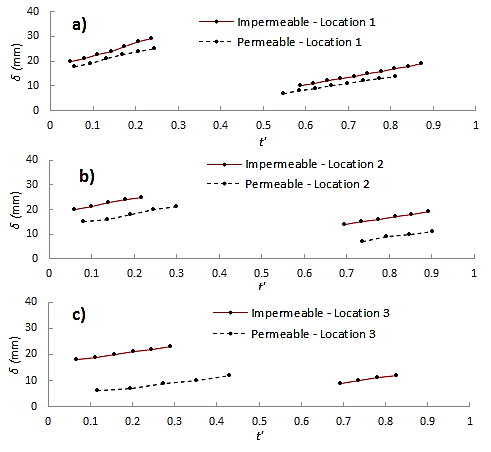 a)
Impermeable - Location 1
Permeable - Location 1
40
30
20
10
0
δ (mm)
0 0.1 0.2 0.3 0.4 0.5 0.6 0.7 0.8 0.9 1
t'
b)
Impermeable - Location 2
Permeable - Location 2
40
30
20
10
0
δ (mm)
0 0.1 0.2 0.3 0.4 0.5 0.6 0.7 0.8 0.9 1
t'
c)
Impermeable - Location 3
Permeable - Location 3
40
30
20
10
0
δ (mm)
0 0.1 0.2 0.3 0.4 0.5 0.6 0.7 0.8 0.9 1
t'